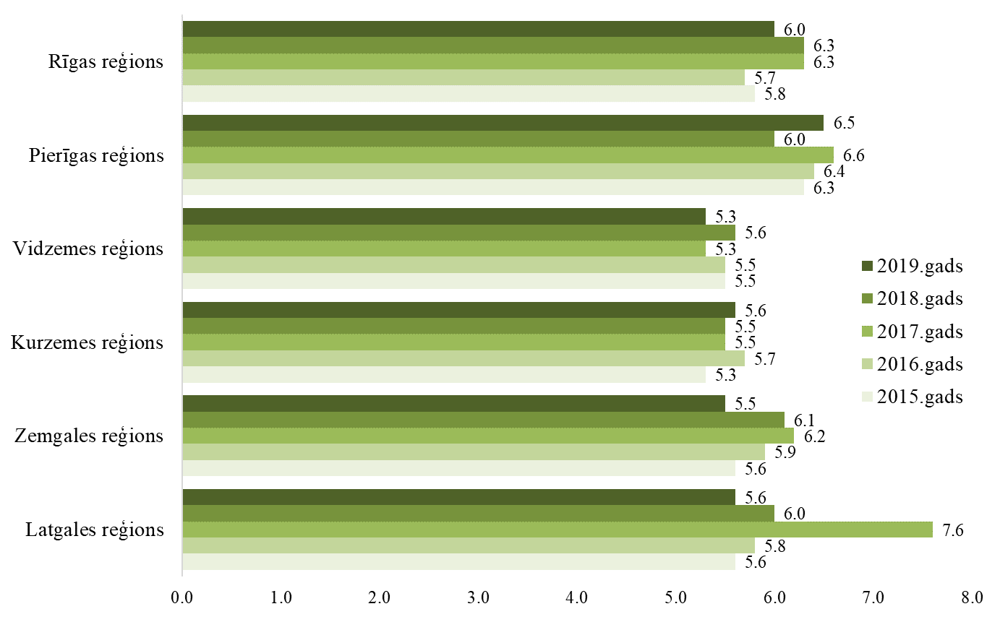 Rīgas reģions
6.0
6.3
6.3
5.7
5.8
Pierīgas reģions
6.5
6.0
6.6
6.4
6.3
Vidzemes reģions
5.3
5.6
5.3
5.5
5.5
Kurzemes reģions
5.6
5.5
5.5
5.7
5.3
Zemgales reģions
5.5
6.1
6.2
5.9
5.6
Latgales reģions
5.6
6.0
7.6
5.8
5.6
2019.gads
2018.gads
2017.gads
2016.gads
2015.gads
0.0 1.0 2.0 3.0 4.0 5.0 6.0 7.0 8.0